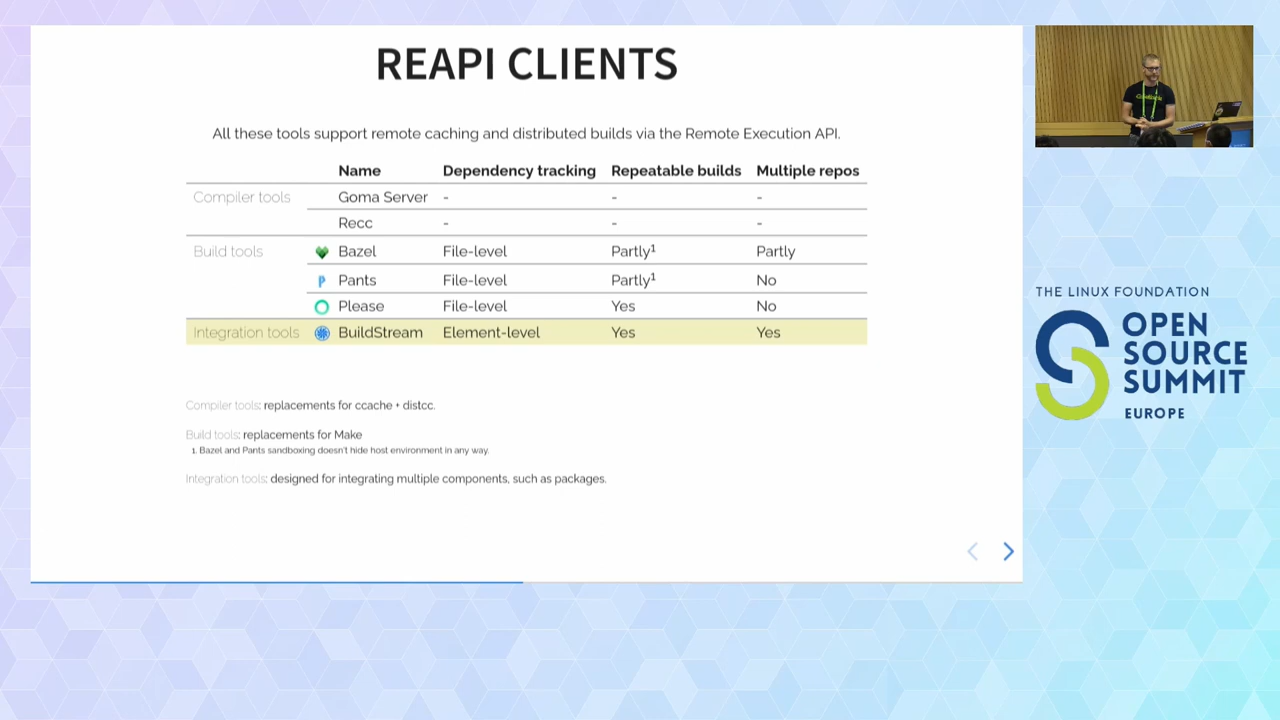 REAPI CLIENTS
All these tools support remote caching and distributed builds via the Remote Execution API.
Name Dependency tracking Repeatable builds Multiple repos
Compiler tools Goma Server - - -
Recc - - -
Build tools Bazel File-level Partly¹ Partly
Pants File-level Partly¹ No
Please File-level Yes No
Integration tools BuildStream Element-level Yes Yes
Compiler tools: replacements for ccache + distcc.
Build tools: replacements for Make
1. Bazel and Pants sandboxing doesn't hide host environment in any way.
Integration tools: designed for integrating multiple components, such as packages.
THE LINUX FOUNDATION
OPEN
SOURCE
SUMMIT
EUROPE